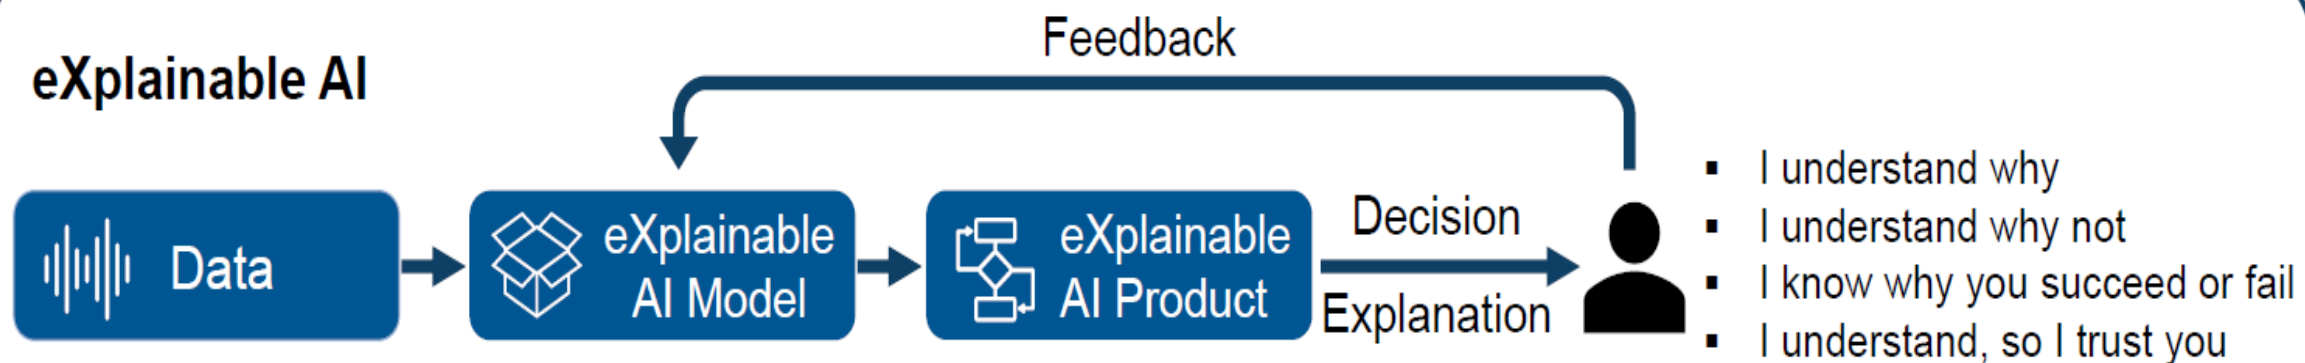 Feedback
eXplainable AI
Data
eXplainable
AI Model
eXplainable
AI Product
Decision
Explanation
▪ I understand why
▪ I understand why not
▪ I know why you succeed or fail
▪ I understand, so I trust you